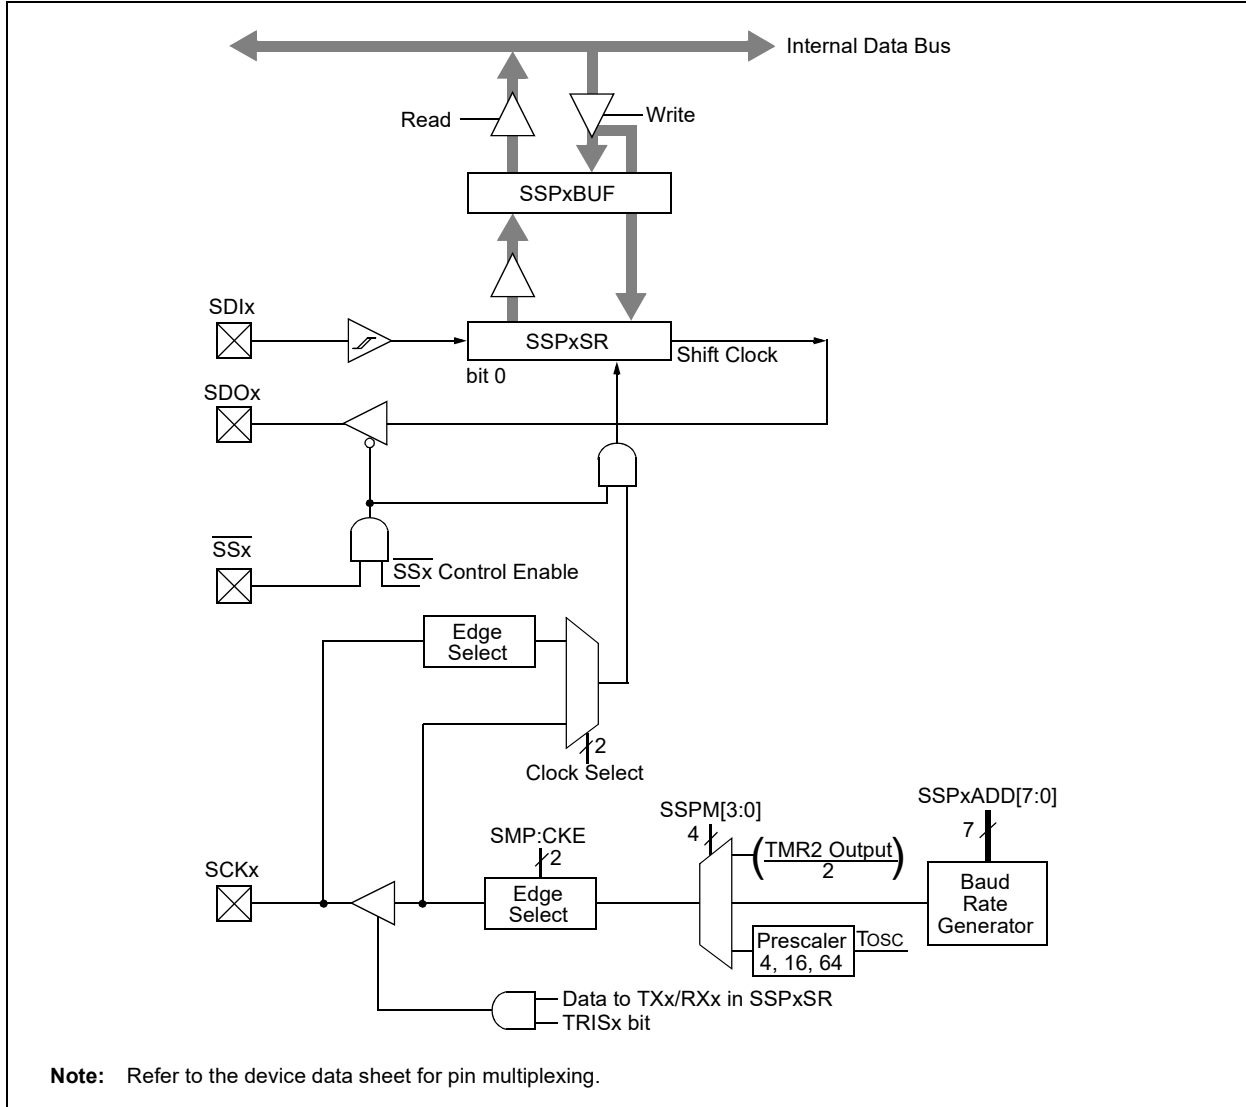 Internal Data Bus
Read
Write
SSPxBUF
SDIx
SSPxSR
Shift Clock
bit 0
SDOx
SSx
SSx Control Enable
Edge
Select
2
Clock Select
SSPxADD[7:0]
SSPM[3:0]
7
4
SMP:CKE
2
(TMR2 Output)
2
SCKx
Edge
Select
Baud
Rate
Generator
Prescaler
4, 16, 64
TOSC
Data to TXx/RXx in SSPxSR
TRISx bit
Note: Refer to the device data sheet for pin multiplexing.